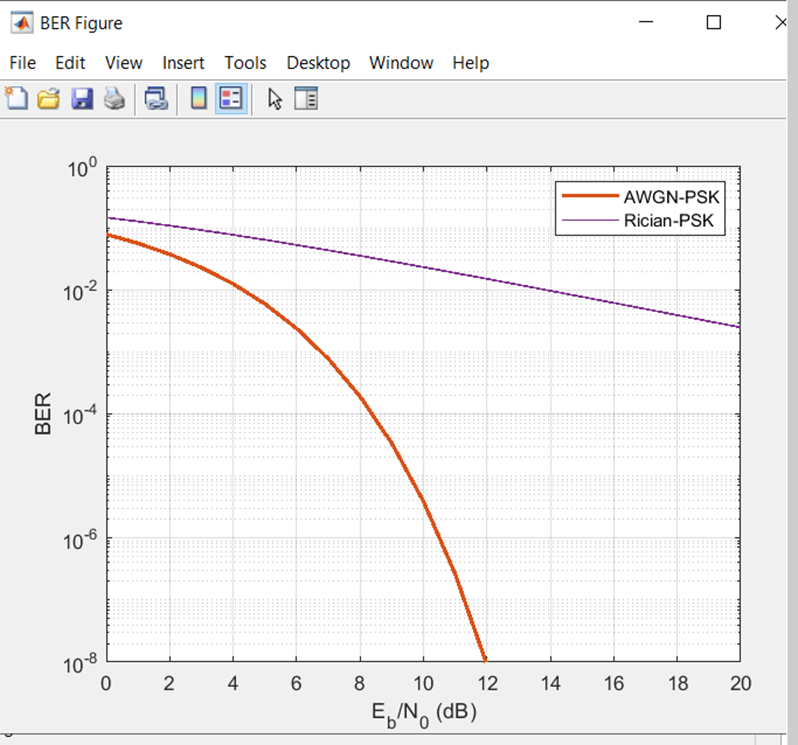 BER Figure
File Edit View Insert Tools Desktop Window Help
10^0
AWGN-PSK
Rician-PSK
10^-2
10^-4
BER
10^-6
10^-8
0 2 4 6 8 10 12 14 16 18 20
E_b/N_0 (dB)